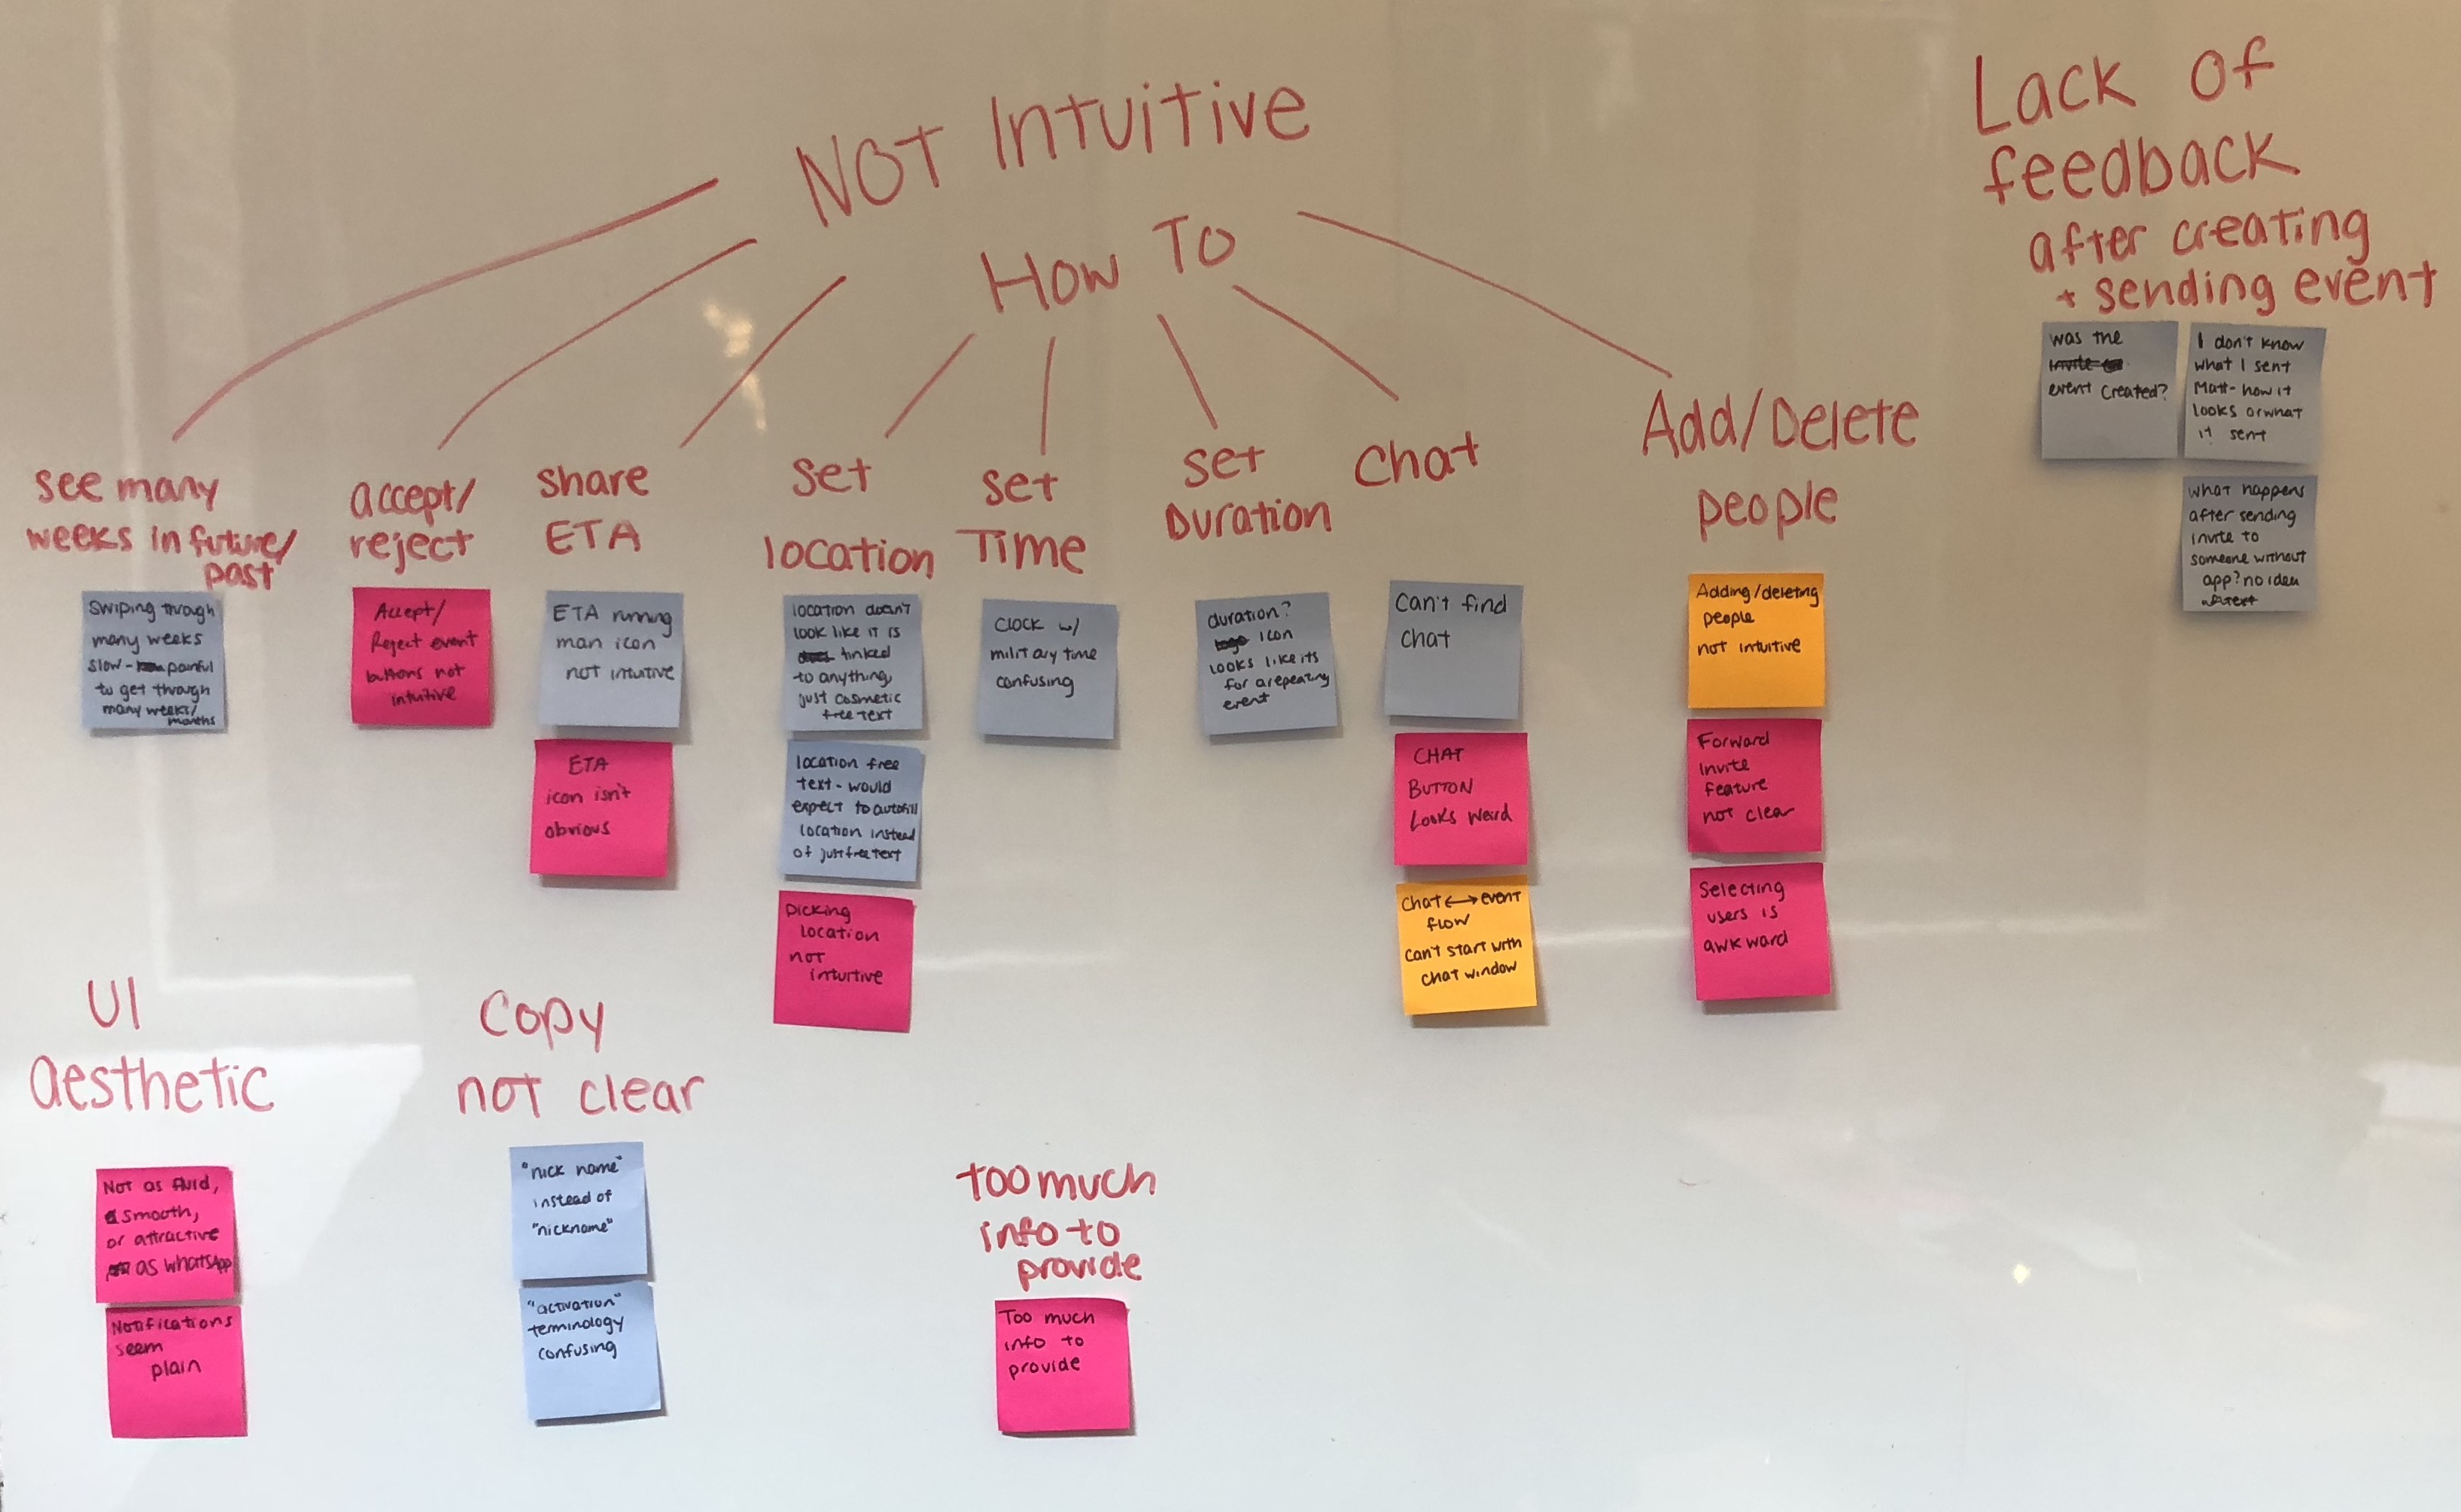 NOT Intuitive
How To
Lack of
feedback
after creating
+ sending event
was the
event created?
I don't know
what I sent
Matt- how it
looks or what
it sent
what happens
after sending
invite to
someone without
app? no idea
see many
weeks in future/
past
Swiping through
many weeks
slow- painful
to get through
many weeks/
months
accept/
reject
Accept/
Reject event
buttons not
intuitive
share
ETA
ETA running
man icon
not intuitive
ETA
icon isn't
obvious
set
location
location doesn't
look like it is
linked
to anything,
just cosmetic
free text
location free
text- would
expect to autofill
location instead
of just free text
Picking
location
not
intuitive
set
Time
Clock w/
military time
confusing
set
Duration
duration?
icon
looks like its
for a repeating
event
Chat
Can't find
chat
CHAT
BUTTON
Looks Weird
Chat ↔ event
flow
can't start with
chat window
Add/Delete
people
Adding/deleting
people
not intuitive
Forward
Invite
Feature
not clear
Selecting
users is
awkward
UI
aesthetic
Not as fluid,
smooth,
or attractive
as WhatsApp
Notifications
seem
plain
Copy
not clear
"nick name"
instead of
"nickname"
"activation"
terminology
confusing
too much
info to
provide
Too much
info to
provide